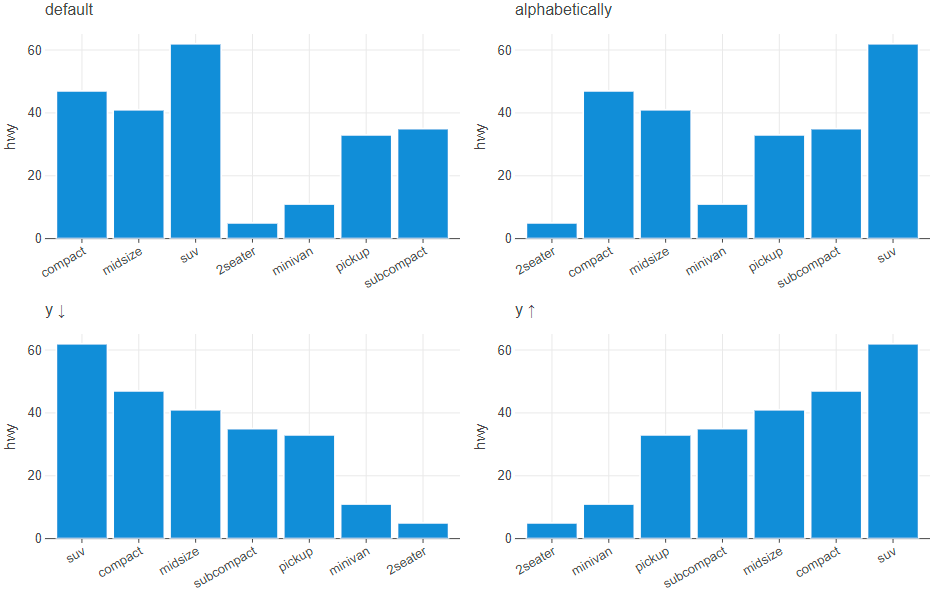 default
hwy
60
40
20
0
compact midsize suv 2seater minivan pickup subcompact
alphabetically
hwy
60
40
20
0
2seater compact midsize minivan pickup subcompact suv
y ↓
hwy
60
40
20
0
suv compact midsize subcompact pickup minivan 2seater
y ↑
hwy
60
40
20
0
2seater minivan pickup subcompact midsize compact suv